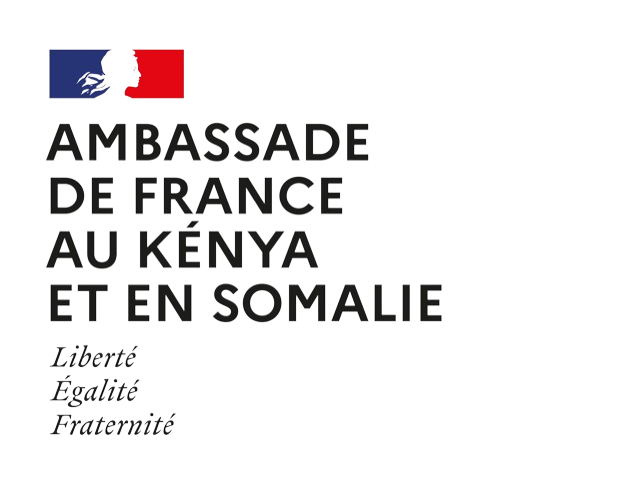 AMBASSADE
DE FRANCE
AU KÉNYA
ET EN SOMALIE
Liberté
Égalité
Fraternité